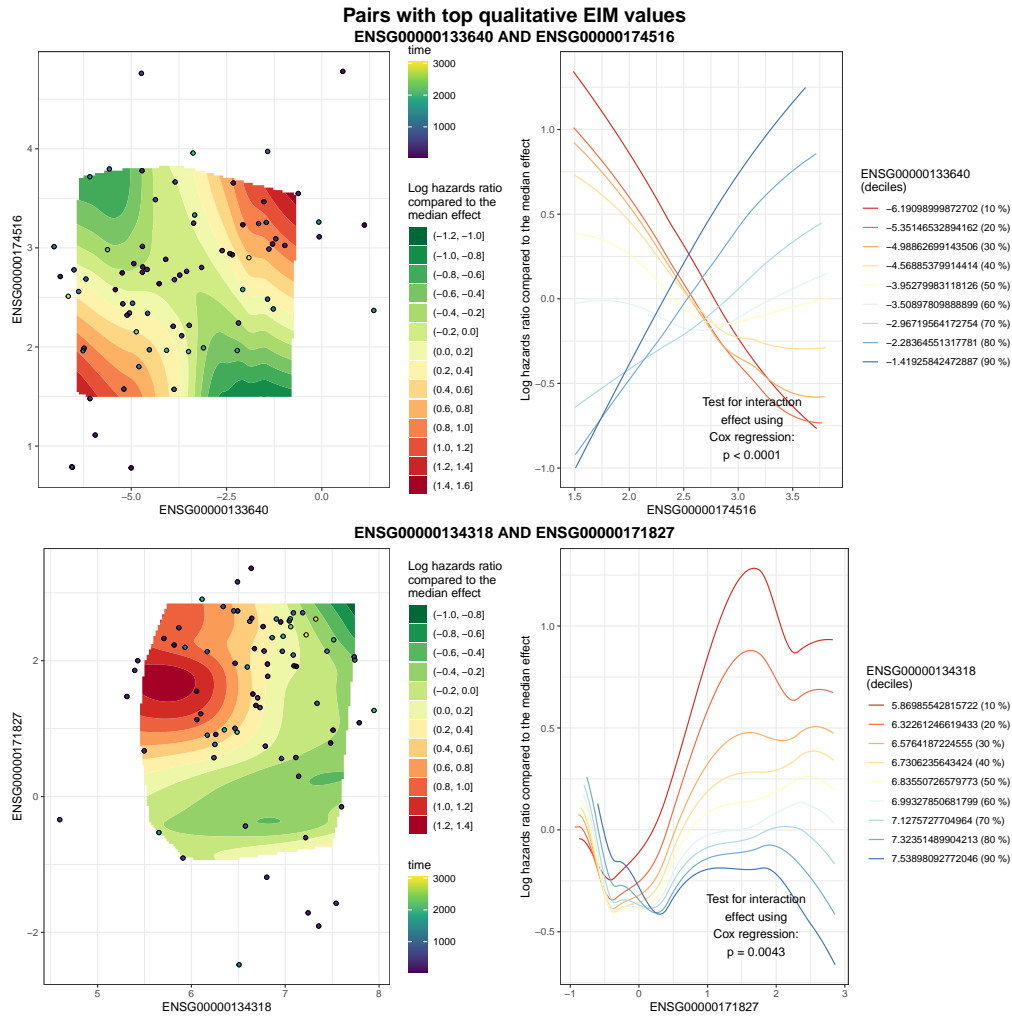 Pairs with top qualitative EIM values
ENSG00000133640 AND ENSG00000174516
ENSG00000174516
4
3
2
1
−5.0
−2.5
0.0
ENSG00000133640
time
3000
2000
1000
Log hazards ratio
compared to the
median effect
(−1.2, −1.0]
(−1.0, −0.8]
(−0.8, −0.6]
(−0.6, −0.4]
(−0.4, −0.2]
(−0.2, 0.0]
(0.0, 0.2]
(0.2, 0.4]
(0.4, 0.6]
(0.6, 0.8]
(0.8, 1.0]
(1.0, 1.2]
(1.2, 1.4]
(1.4, 1.6]
Log hazards ratio compared to the median effect
1.0
0.5
0.0
−0.5
−1.0
Test for interaction
effect using
Cox regression:
p < 0.0001
1.5
2.0
2.5
3.0
3.5
ENSG00000174516
ENSG00000133640
(deciles)
−6.19098999872702 (10 %)
−5.35146532894162 (20 %)
−4.98862699143506 (30 %)
−4.56885379914414 (40 %)
−3.95279983118126 (50 %)
−3.50897809888899 (60 %)
−2.96719564172754 (70 %)
−2.28364551317781 (80 %)
−1.41925842472887 (90 %)
ENSG00000134318 AND ENSG00000171827
ENSG00000171827
2
0
−2
5
6
7
8
ENSG00000134318
Log hazards ratio
compared to the
median effect
(−1.0, −0.8]
(−0.8, −0.6]
(−0.6, −0.4]
(−0.4, −0.2]
(−0.2, 0.0]
(0.0, 0.2]
(0.2, 0.4]
(0.4, 0.6]
(0.6, 0.8]
(0.8, 1.0]
(1.0, 1.2]
(1.2, 1.4]
time
3000
2000
1000
Log hazards ratio compared to the median effect
1.0
0.5
0.0
−0.5
Test for interaction
effect using
Cox regression:
p = 0.0043
−1
0
1
2
3
ENSG00000171827
ENSG00000134318
(deciles)
5.86985542815722 (10 %)
6.32261246619433 (20 %)
6.5764187224555 (30 %)
6.7306235643424 (40 %)
6.83550726579773 (50 %)
6.99327850681799 (60 %)
7.1275727704964 (70 %)
7.32351489904213 (80 %)
7.53898092772046 (90 %)